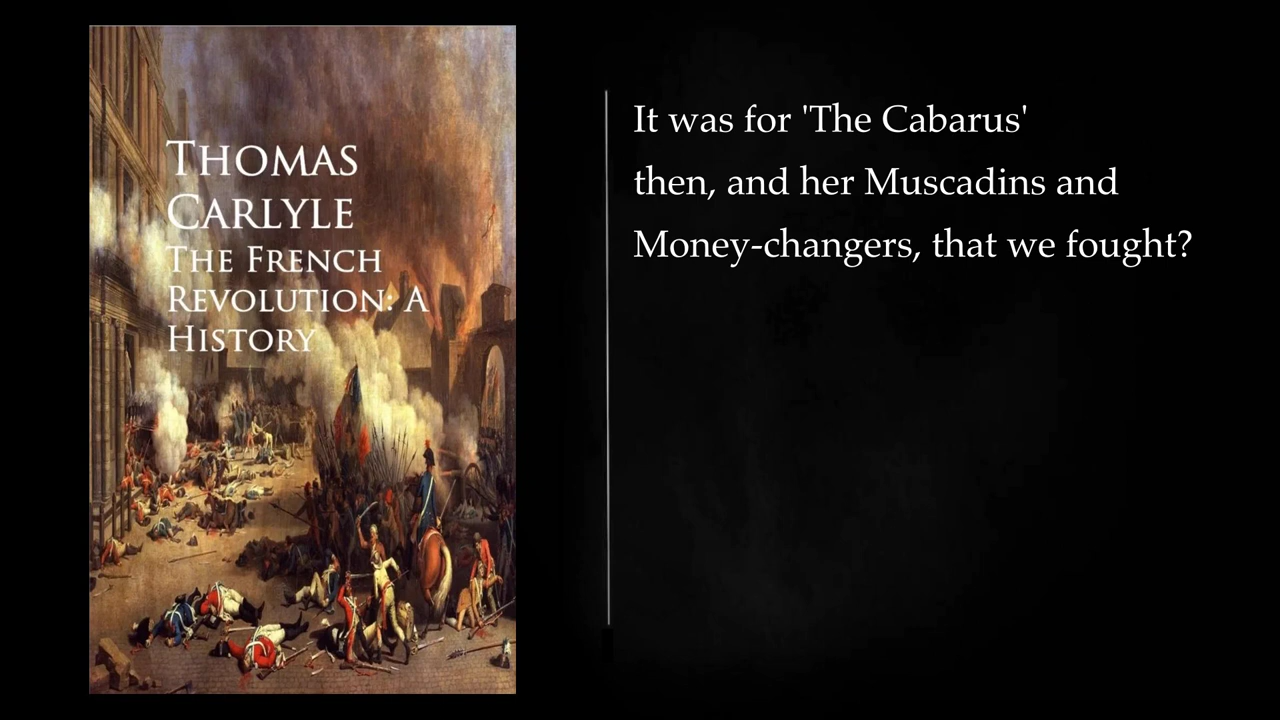 THOMAS
CARLYLE
THE FRENCH
REVOLUTION: A
HISTORY
It was for 'The Cabarus'
then, and her Muscadins and
Money-changers, that we fought?